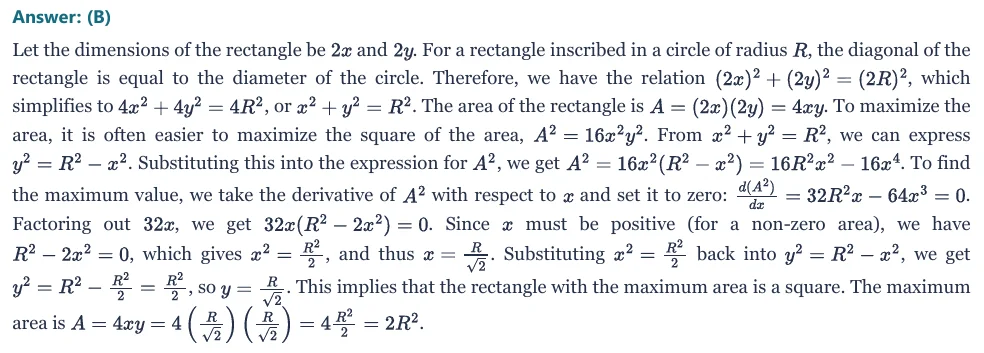 Answer: (B)
Let the dimensions of the rectangle be 2x and 2y. For a rectangle inscribed in a circle of radius R, the diagonal of the
rectangle is equal to the diameter of the circle. Therefore, we have the relation (2x)² + (2y)² = (2R)², which
simplifies to 4x² + 4y² = 4R², or x² + y² = R². The area of the rectangle is A = (2x)(2y) = 4xy. To maximize the
area, it is often easier to maximize the square of the area, A² = 16x²y². From x² + y² = R², we can express
y² = R² − x². Substituting this into the expression for A², we get A² = 16x²(R² − x²) = 16R²x² − 16x⁴. To find
the maximum value, we take the derivative of A² with respect to x and set it to zero: d(A²)/dx = 32R²x − 64x³ = 0.
Factoring out 32x, we get 32x(R² − 2x²) = 0. Since x must be positive (for a non-zero area), we have
R² − 2x² = 0, which gives x² = R²/2, and thus x = R/√2. Substituting x² = R²/2 back into y² = R² − x², we get
y² = R² − R²/2 = R²/2, so y = R/√2. This implies that the rectangle with the maximum area is a square. The maximum
area is A = 4xy = 4 (R/√2) (R/√2) = 4 R²/2 = 2R².